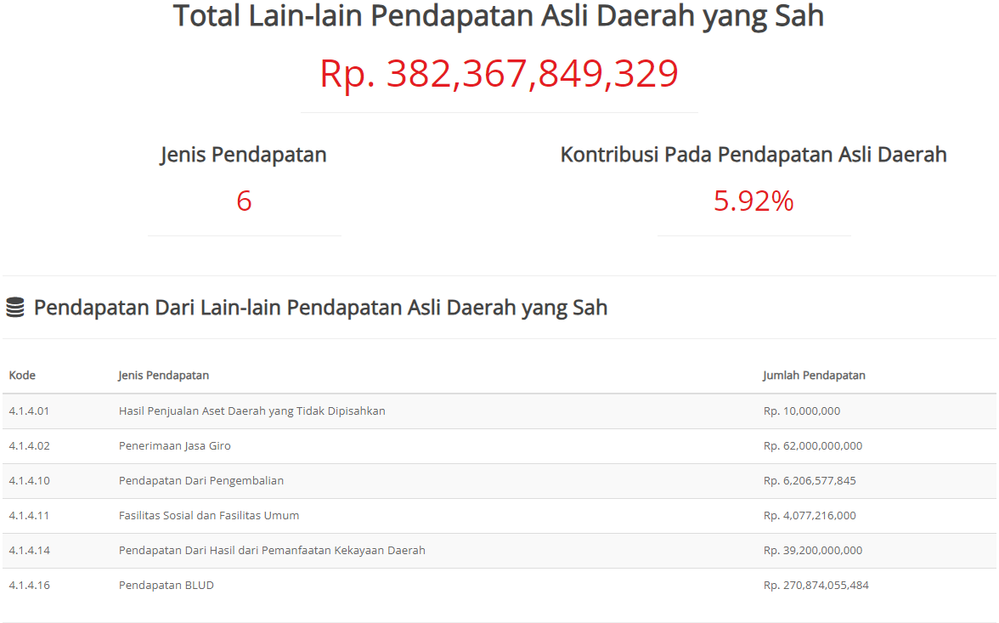 Total Lain-lain Pendapatan Asli Daerah yang Sah
Rp. 382,367,849,329
Jenis Pendapatan
6
Kontribusi Pada Pendapatan Asli Daerah
5.92%
Pendapatan Dari Lain-lain Pendapatan Asli Daerah yang Sah
Kode Jenis Pendapatan Jumlah Pendapatan
4.1.4.01 Hasil Penjualan Aset Daerah yang Tidak Dipisahkan Rp. 10,000,000
4.1.4.02 Penerimaan Jasa Giro Rp. 62,000,000,000
4.1.4.10 Pendapatan Dari Pengembalian Rp. 6,206,577,845
4.1.4.11 Fasilitas Sosial dan Fasilitas Umum Rp. 4,077,216,000
4.1.4.14 Pendapatan Dari Hasil dari Pemanfaatan Kekayaan Daerah Rp. 39,200,000,000
4.1.4.16 Pendapatan BLUD Rp. 270,874,055,484